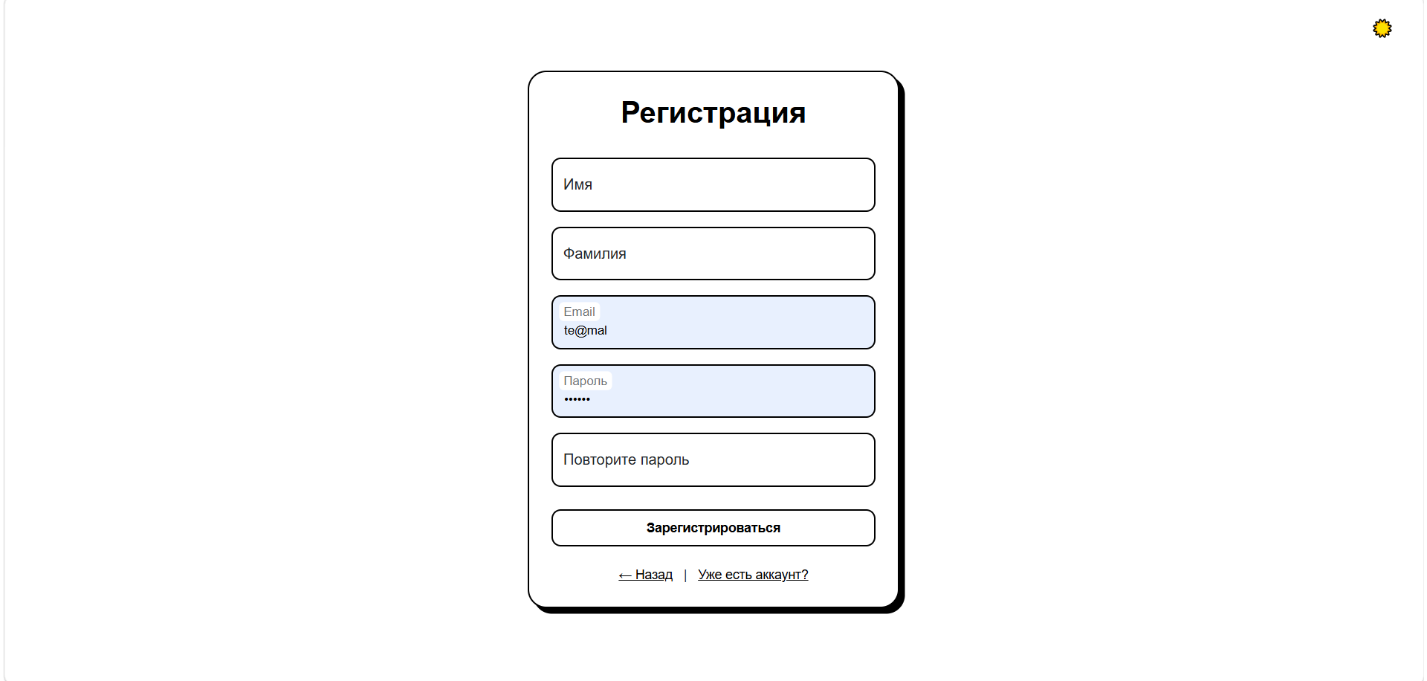 Регистрация
Имя
Фамилия
Email
te@mal
Пароль
••••••
Повторите пароль
Зарегистрироваться
← Назад | Уже есть аккаунт?